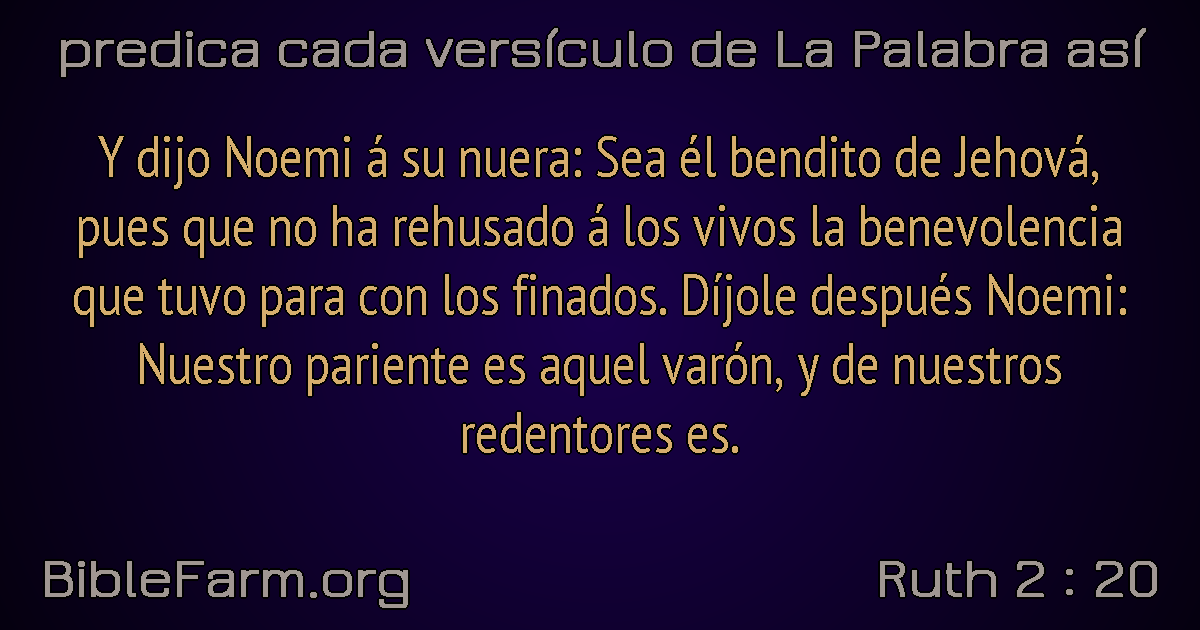 predica cada versículo de La Palabra así
Y dijo Noemi á su nuera: Sea él bendito de Jehová,
pues que no ha rehusado á los vivos la benevolencia
que tuvo para con los finados. Díjole después Noemi:
Nuestro pariente es aquel varón, y de nuestros
redentores es.
BibleFarm.org
Ruth 2 : 20